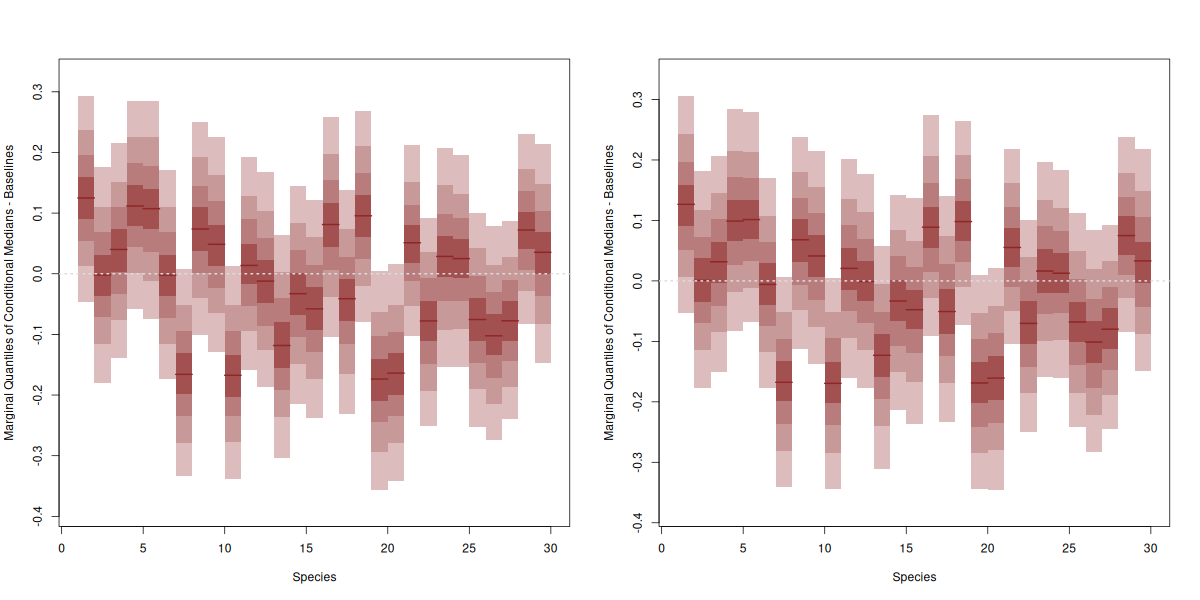 Marginal Quantiles of Conditional Medians - Baselines
0.3
0.2
0.1
0.0
-0.1
-0.2
-0.3
-0.4
0 5 10 15 20 25 30
Species
Marginal Quantiles of Conditional Medians - Baselines
0.3
0.2
0.1
0.0
-0.1
-0.2
-0.3
-0.4
0 5 10 15 20 25 30
Species